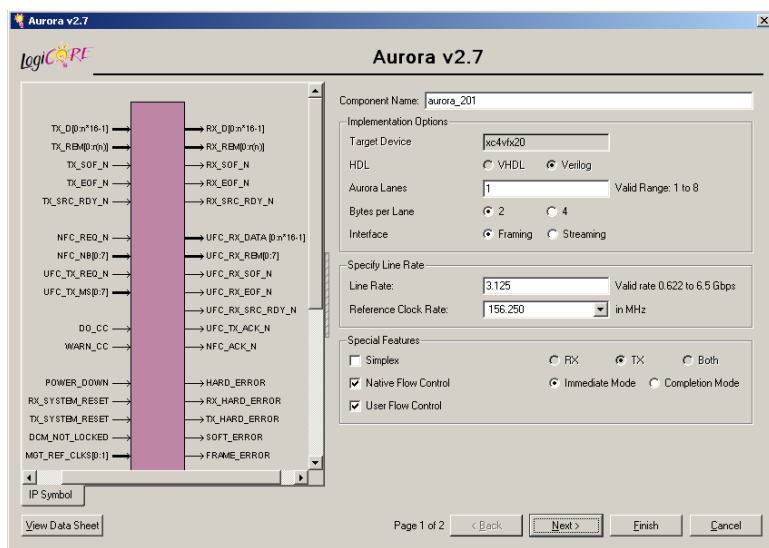 Aurora v2.7
LogiCORE
Aurora v2.7
TX_D[0:n*16-1]
RX_D[0:n*16-1]
TX_REM[0:r(n)]
RX_REM[0:r(n)]
TX_SOF_N
RX_SOF_N
TX_EOF_N
RX_EOF_N
TX_SRC_RDY_N
RX_SRC_RDY_N
NFC_REQ_N
UFC_RX_DATA [0:n*16-1]
NFC_NB[0:7]
UFC_RX_REM[0:7]
UFC_TX_REQ_N
UFC_RX_SOF_N
UFC_TX_MS[0:7]
UFC_RX_EOF_N
UFC_RX_SRC_RDY_N
DO_CC
UFC_TX_ACK_N
WARN_CC
NFC_ACK_N
POWER_DOWN
HARD_ERROR
RX_SYSTEM_RESET
RX_HARD_ERROR
TX_SYSTEM_RESET
TX_HARD_ERROR
DCM_NOT_LOCKED
SOFT_ERROR
MGT_REF_CLKS[0:1]
FRAME_ERROR
IP Symbol
Component Name: aurora_201
Implementation Options
Target Device xc4vfx20
HDL VHDL Verilog
Aurora Lanes 1 Valid Range: 1 to 8
Bytes per Lane 2 4
Interface Framing Streaming
Specify Line Rate
Line Rate: 3.125 Valid rate 0.622 to 6.5 Gbps
Reference Clock Rate: 156.250 in MHz
Special Features
Simplex RX TX Both
Native Flow Control Immediate Mode Completion Mode
User Flow Control
View Data Sheet Page 1 of 2 < Back Next > Finish Cancel